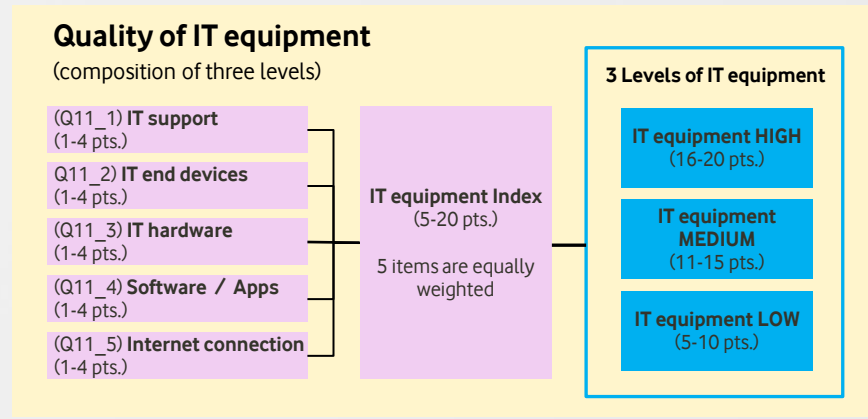 Quality of IT equipment
(composition of three levels)
(Q11_1) IT support
(1-4 pts.)
Q11_2) IT end devices
(1-4 pts.)
(Q11_3) IT hardware
(1-4 pts.)
(Q11_4) Software / Apps
(1-4 pts.)
(Q11_5) Internet connection
(1-4 pts.)
IT equipment Index
(5-20 pts.)
5 items are equally
weighted
3 Levels of IT equipment
IT equipment HIGH
(16-20 pts.)
IT equipment
MEDIUM
(11-15 pts.)
IT equipment LOW
(5-10 pts.)